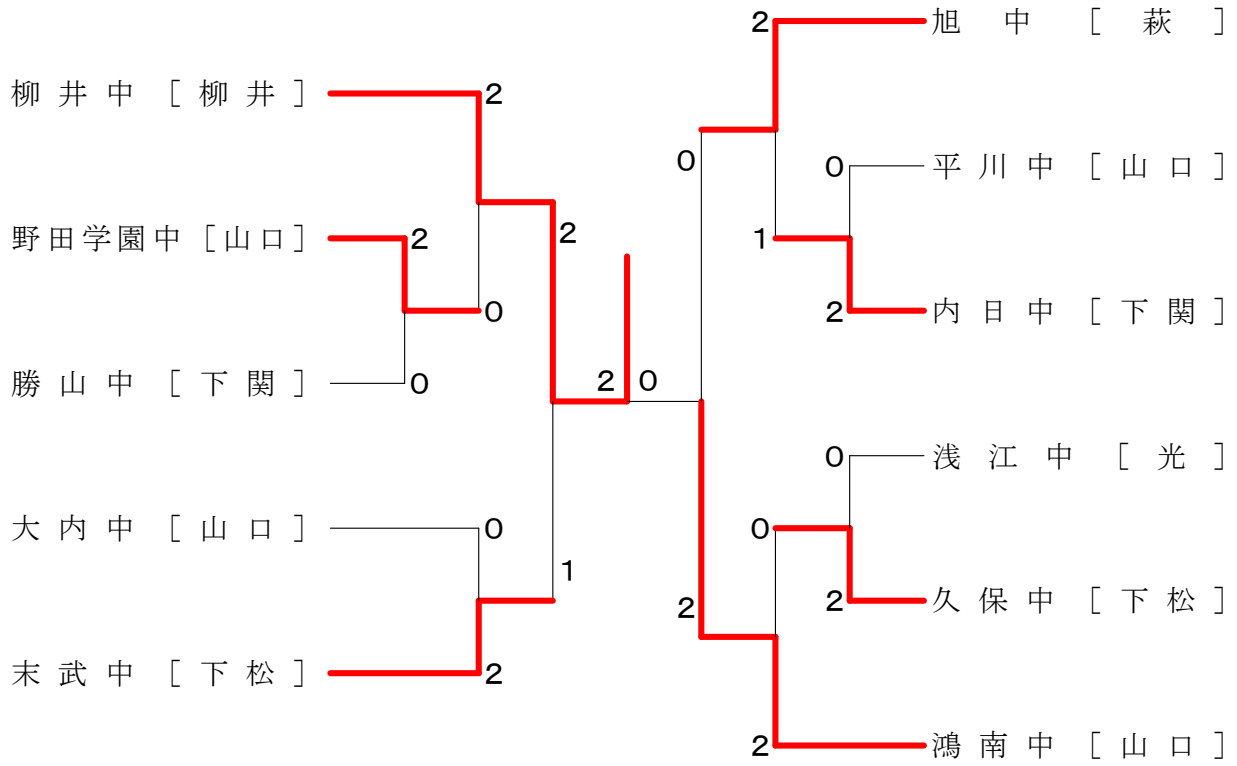 2 旭中 [萩]
柳井中 [柳井] 2
0 0 平川中 [山口]
野田学園中 [山口] 2 2 1
0 2 内日中 [下関]
勝山中 [下関] 0 2 0
0 浅江中 [光]
大内中 [山口] 0 0
1
2 2 久保中 [下松]
末武中 [下松] 2
2 鴻南中 [山口]